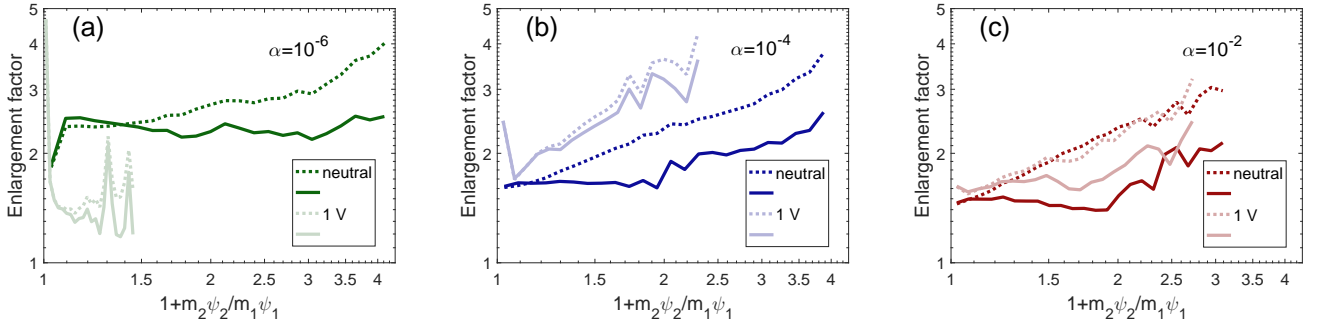 (a)
α=10⁻⁶
Enlargement factor
5
4
3
2
1
neutral
1 V
1 1.5 2 2.5 3 3.5 4
1+m₂ψ₂/m₁ψ₁
(b)
α=10⁻⁴
Enlargement factor
5
4
3
2
1
neutral
1 V
1 1.5 2 2.5 3 3.5 4
1+m₂ψ₂/m₁ψ₁
(c)
α=10⁻²
Enlargement factor
5
4
3
2
1
neutral
1 V
1 1.5 2 2.5 3 3.5 4
1+m₂ψ₂/m₁ψ₁